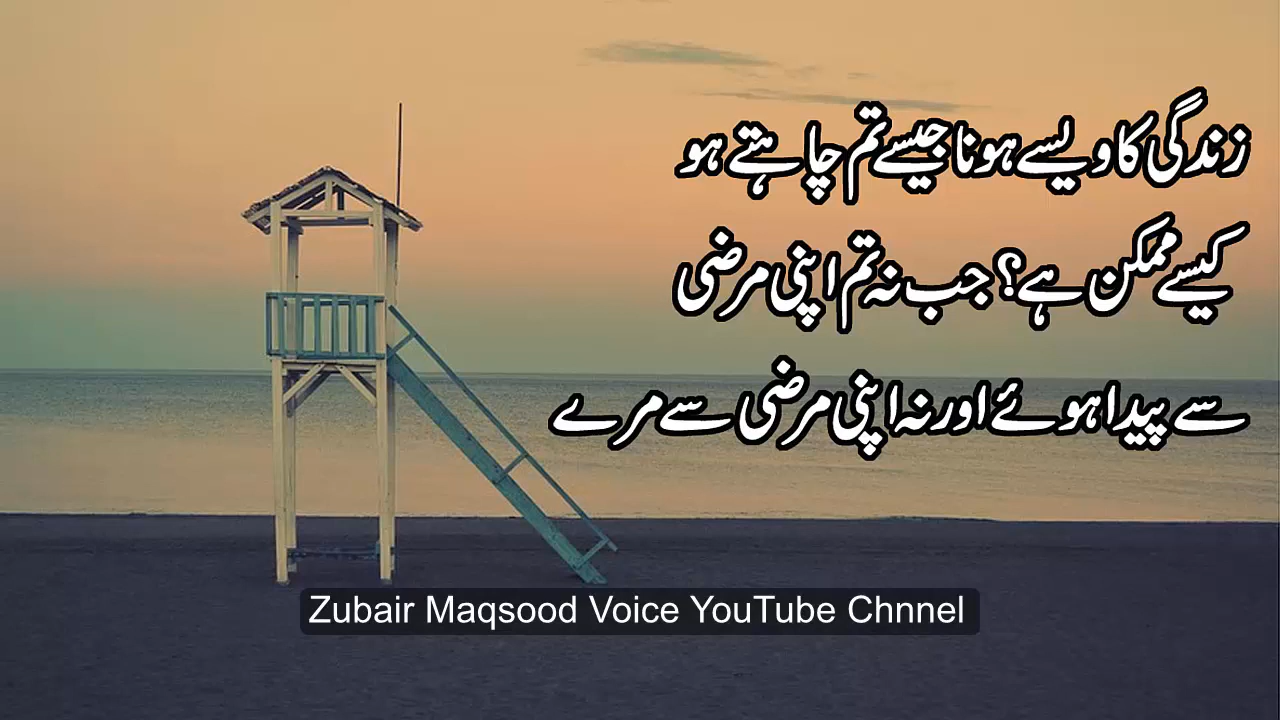 زندگی کا ویسے ہونا جیسے تم چاہتے ہو
کیسے ممکن ہے؟ جب نہ تم اپنی مرضی
سے پیدا ہوئے اور نہ اپنی مرضی سے مرے
Zubair Maqsood Voice YouTube Chnnel